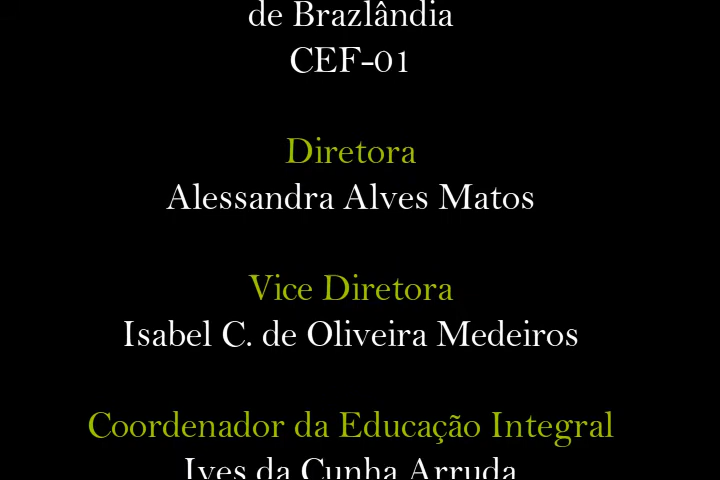 de Brazlândia
CEF-01
Diretora
Alessandra Alves Matos
Vice Diretora
Isabel C. de Oliveira Medeiros
Coordenador da Educação Integral
Ives da Cunha Arruda